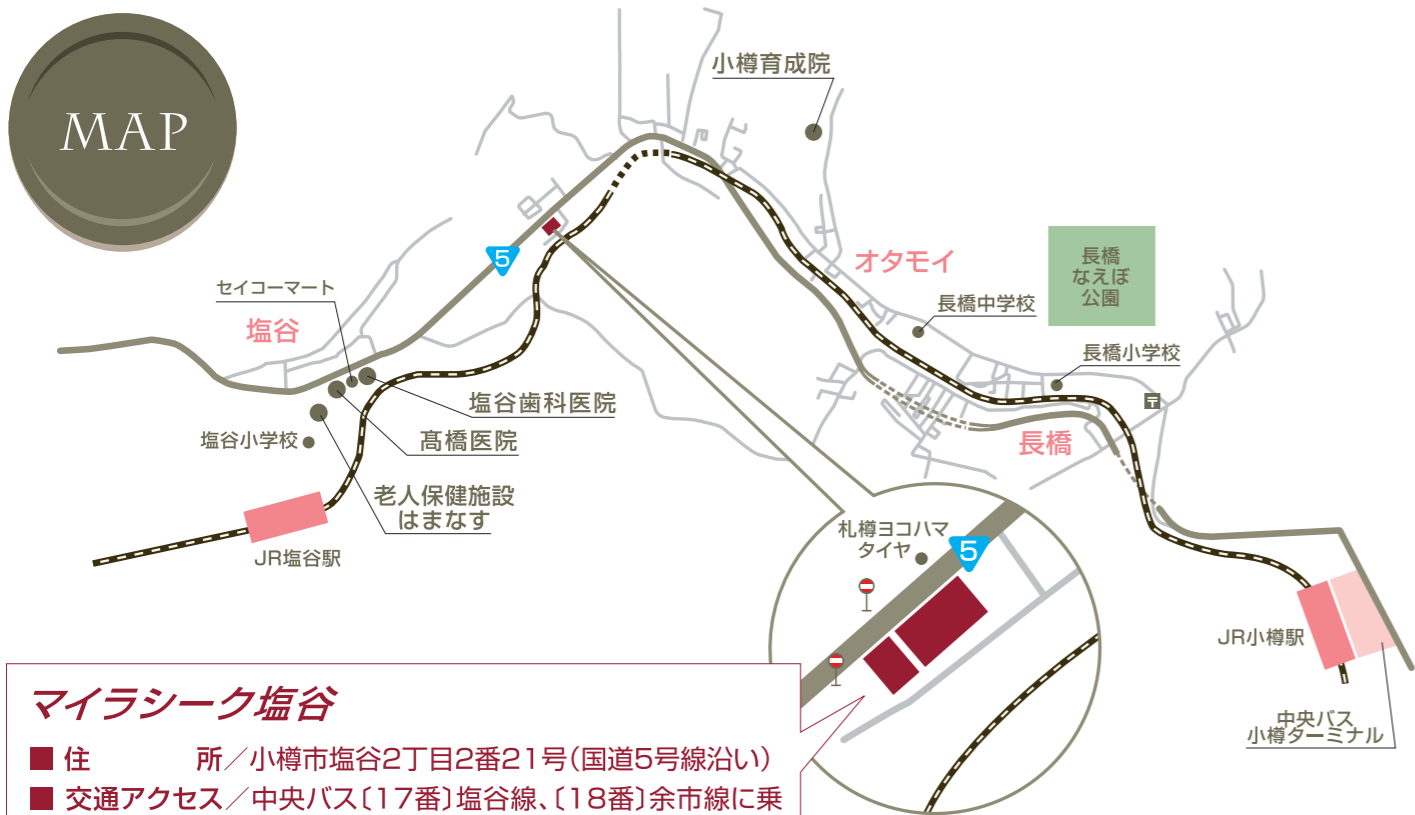 MAP
小樽育成院
5
オタモイ
長橋
なえぼ
公園
セイコーマート
塩谷
長橋中学校
長橋小学校
塩谷歯科医院
塩谷小学校
髙橋医院
長橋
老人保健施設
はまなす
JR塩谷駅
札樽ヨコハマ
タイヤ
5
JR小樽駅
中央バス
小樽ターミナル
マイラシーク塩谷
■ 住　　　所／小樽市塩谷2丁目2番21号(国道5号線沿い)
■ 交通アクセス／中央バス〔17番〕塩谷線、〔18番〕余市線に乗